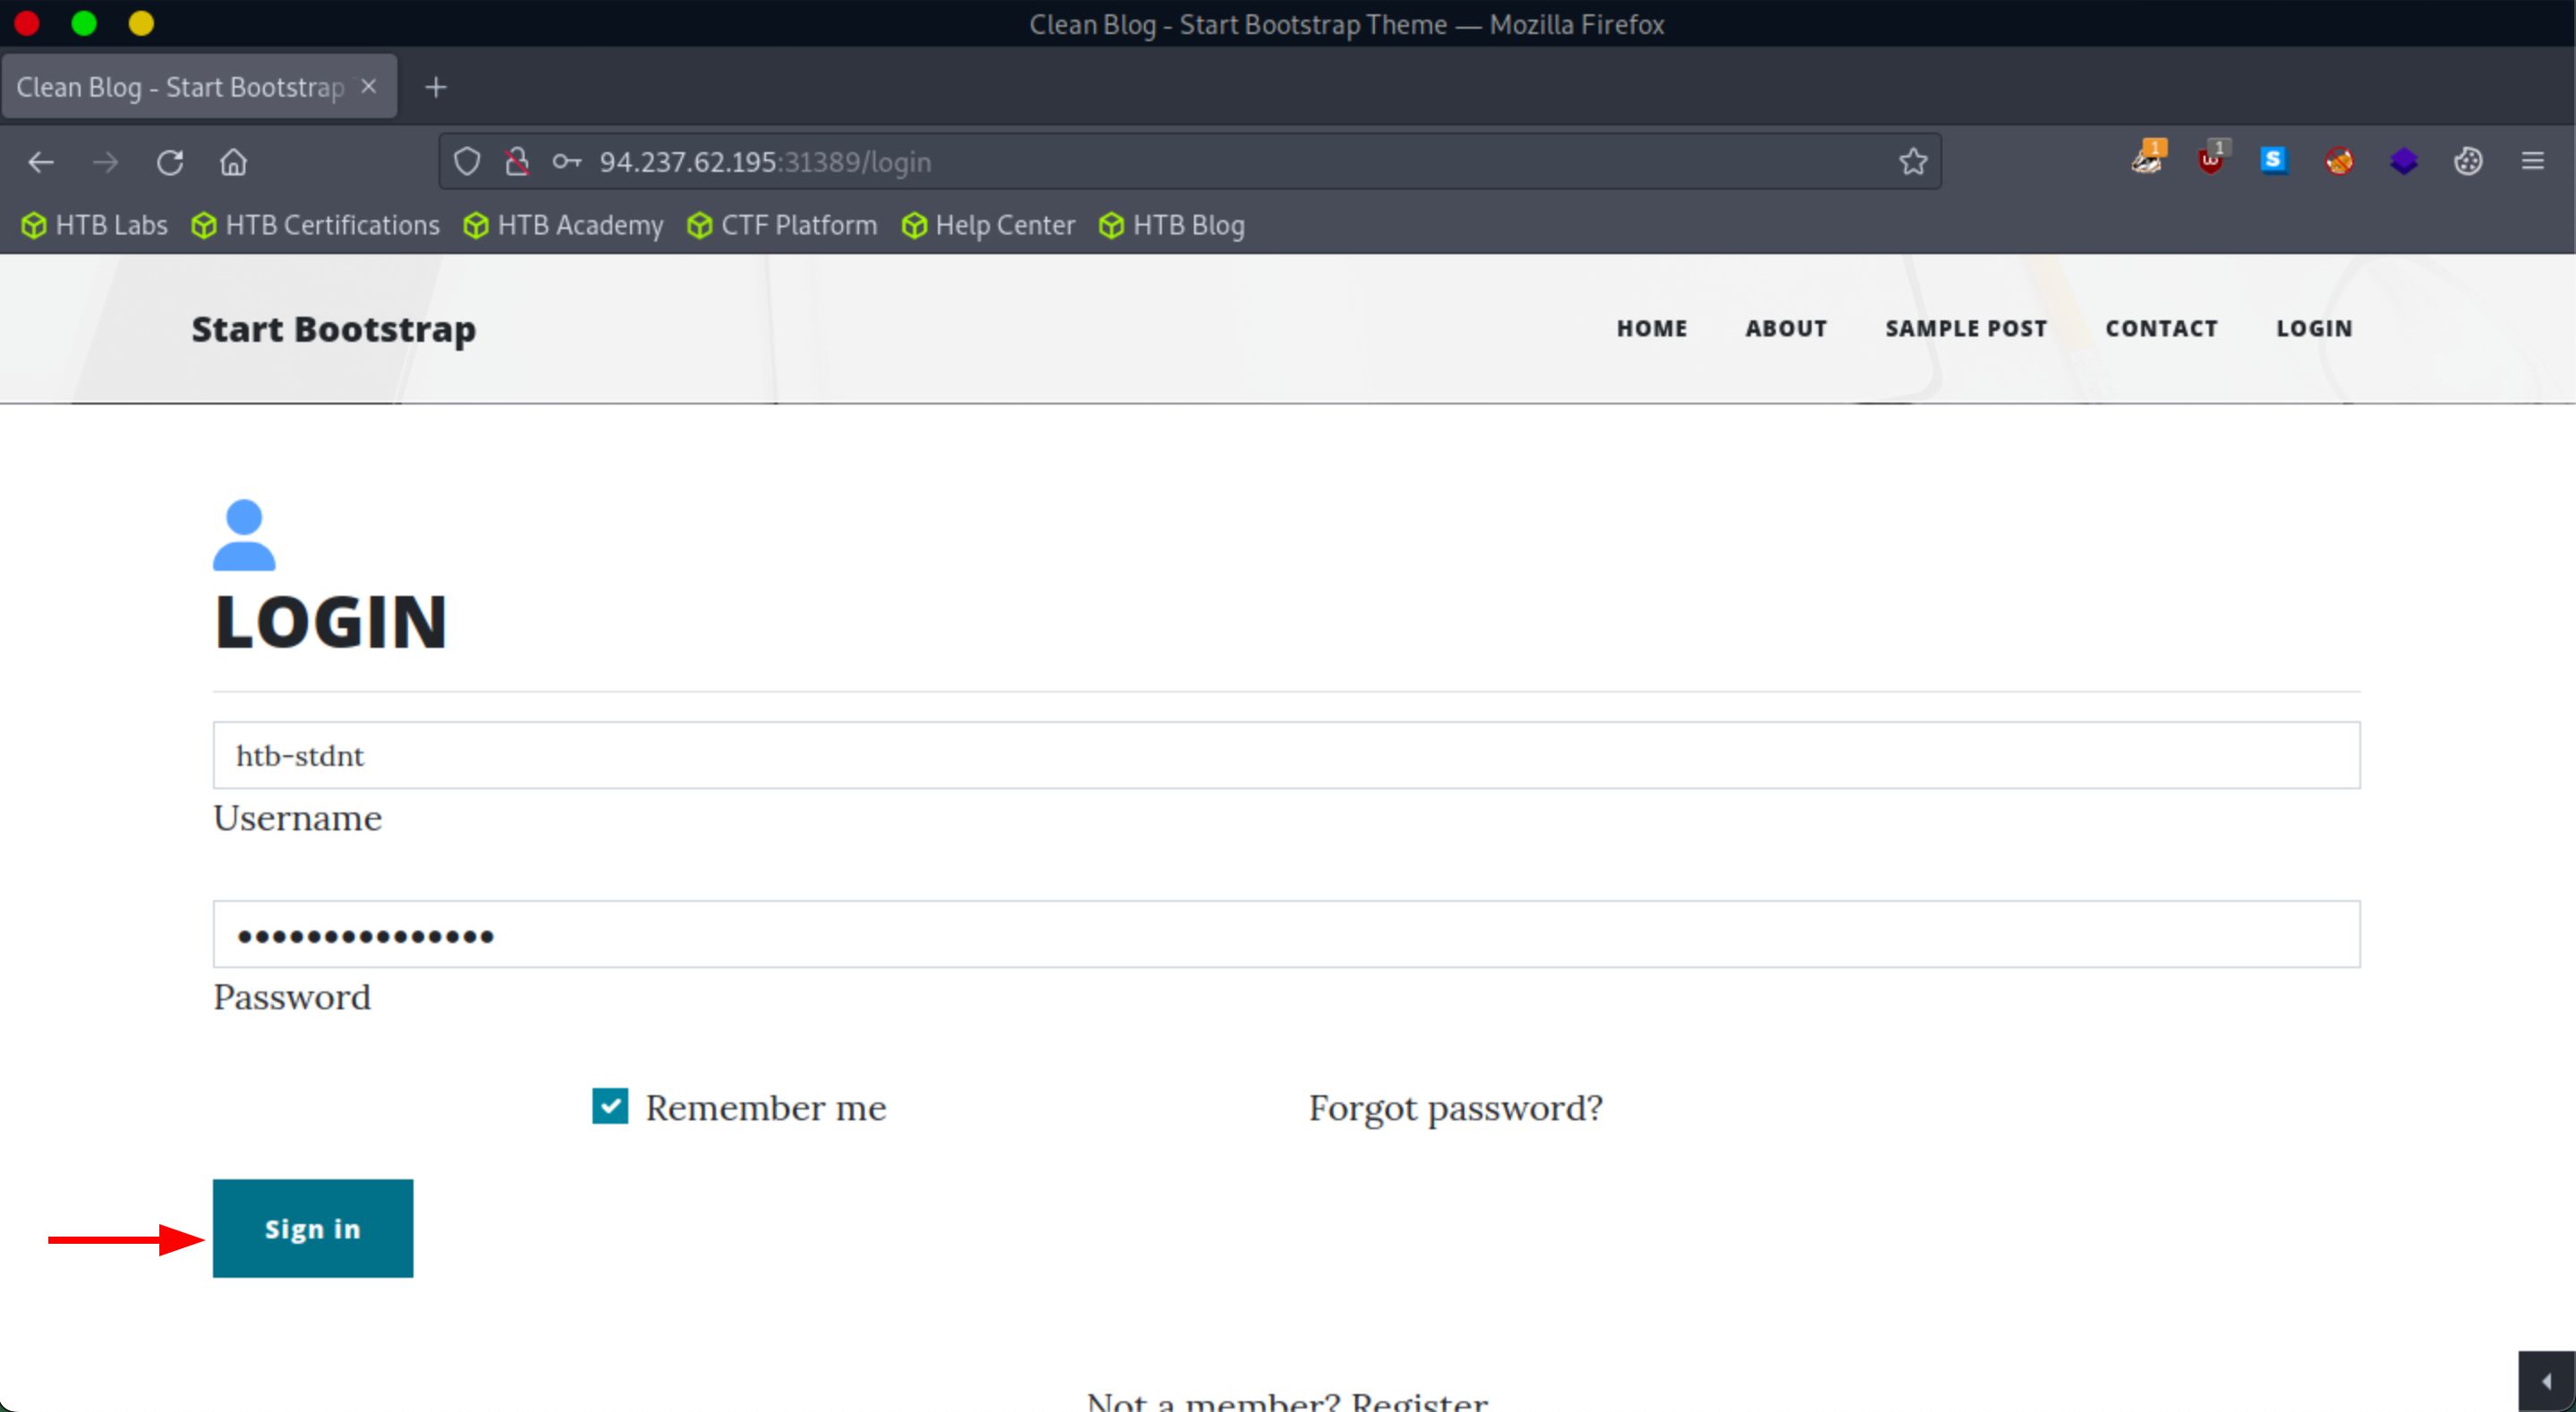 Clean Blog - Start Bootstrap Theme — Mozilla Firefox
Clean Blog - Start Bootstrap
94.237.62.195:31389/login
1
1
S
HTB Labs HTB Certifications HTB Academy CTF Platform Help Center HTB Blog
Start Bootstrap HOME ABOUT SAMPLE POST CONTACT LOGIN
LOGIN
htb-stdnt
Username
•••••••••••••••
Password
Remember me Forgot password?
Sign in
Not a member? Register